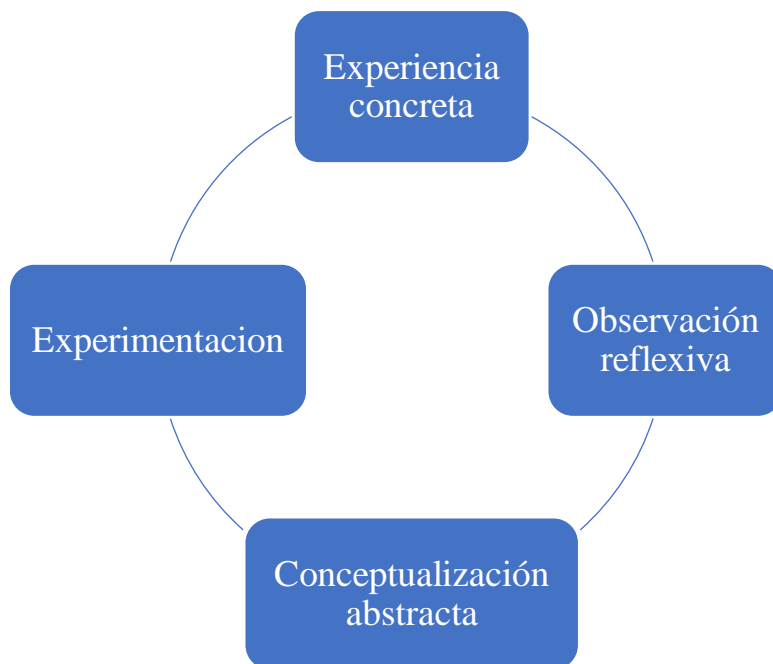 Experiencia
concreta
Observación
reflexiva
Conceptualización
abstracta
Experimentacion